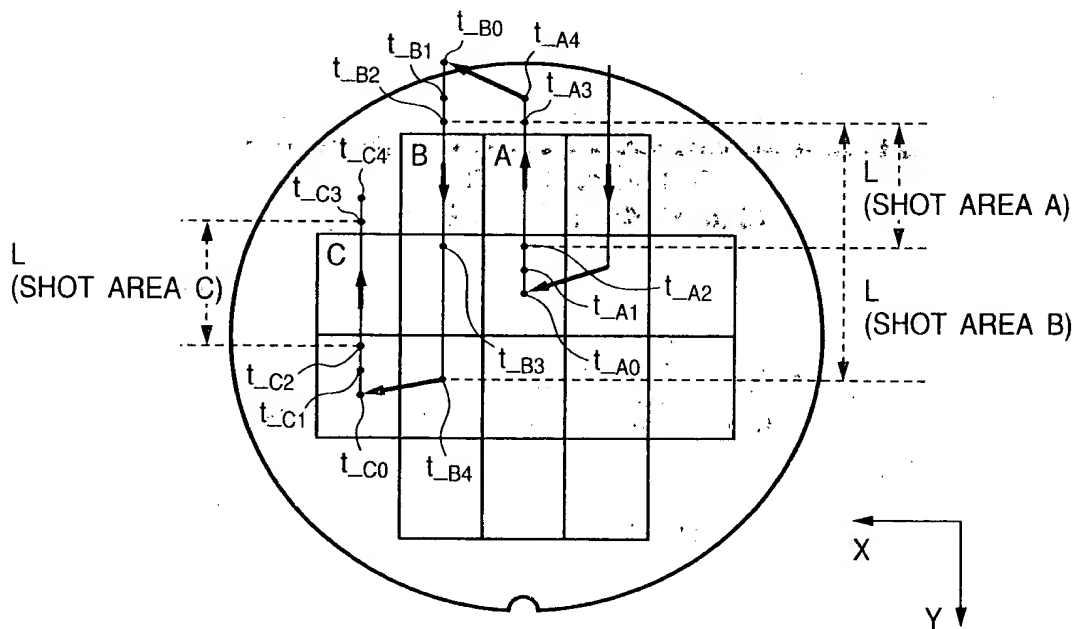 t_B0
t_A4
t_B1
t_B2
t_A3
B
A
t_C4
t_C3
L
(SHOT AREA A)
C
L
(SHOT AREA C)
t_A2
t_A1
L
(SHOT AREA B)
t_B3
t_A0
t_C2
t_C1
t_C0
t_B4
X
Y